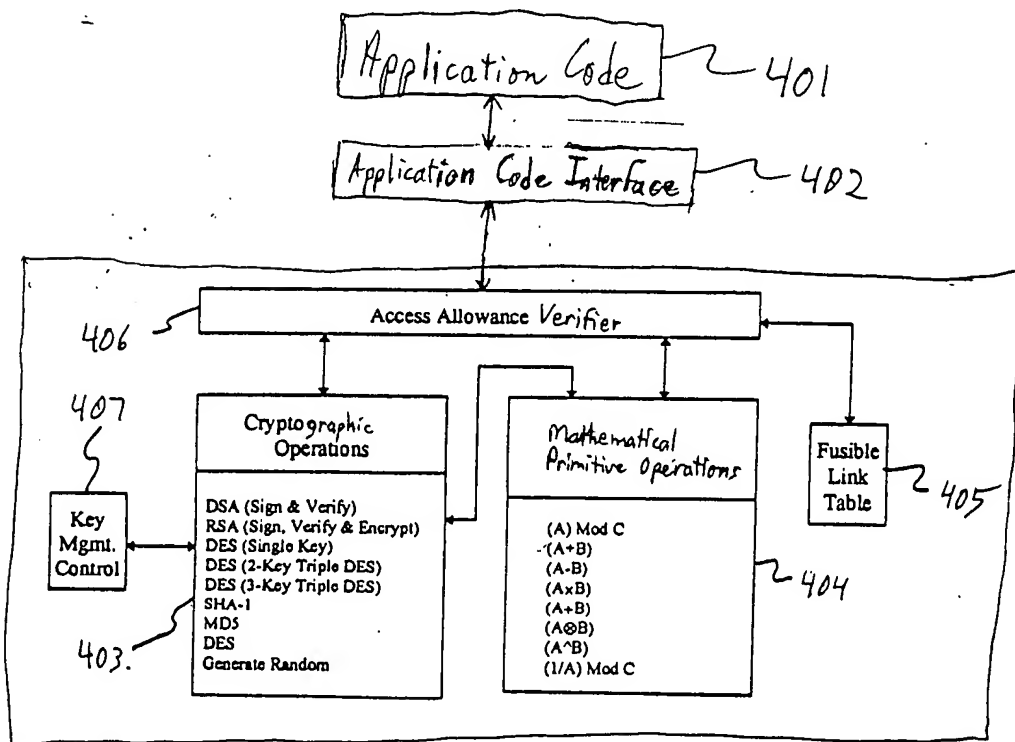 Application Code
401
Application Code Interface
402
Access Allowance Verifier
406
407
Cryptographic
Operations
Mathematical
Primitive Operations
Fusible
Link
Table
405
Key
Mgmt.
Control
DSA (Sign & Verify)
RSA (Sign, Verify & Encrypt)
DES (Single Key)
DES (2-Key Triple DES)
DES (3-Key Triple DES)
SHA-1
MD5
DES
Generate Random
403.
(A) Mod C
(A+B)
(A-B)
(AxB)
(A+B)
(A⊗B)
(A^B)
(1/A) Mod C
404